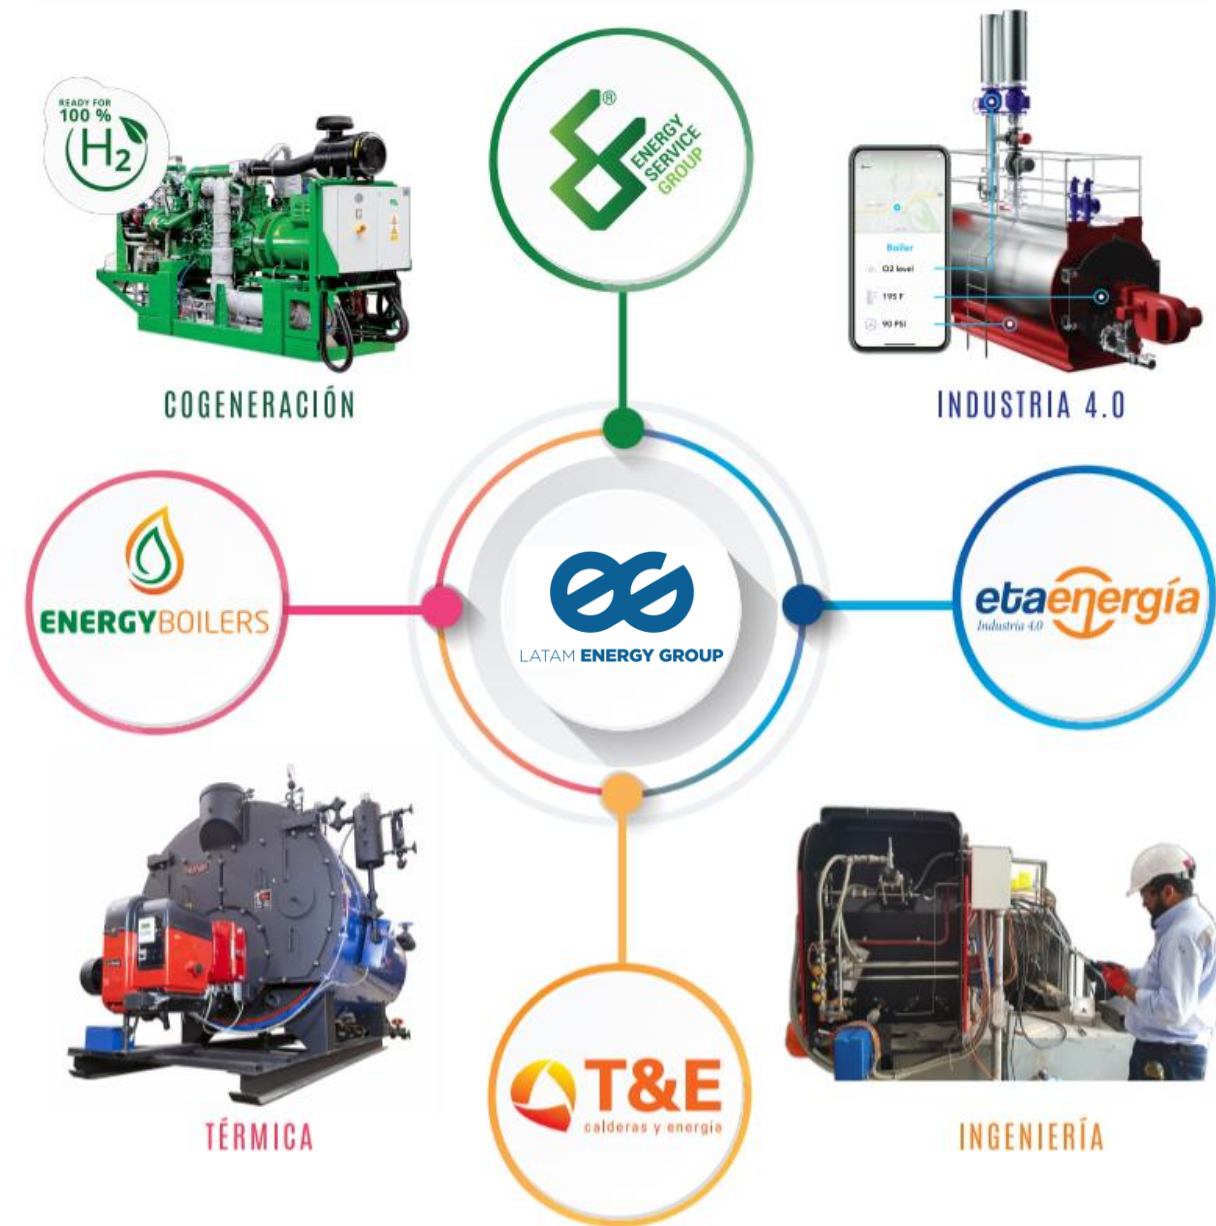 READY FOR
100 %
H2
®
ENERGY
SERVICE
GROUP
Boiler
O2 level
195 F
90 PSI
COGENERACIÓN
INDUSTRIA 4.0
ENERGYBOILERS
eg
LATAM ENERGY GROUP
etaenergía
Industria 4.0
T&E
calderas y energía
TÉRMICA
INGENIERÍA